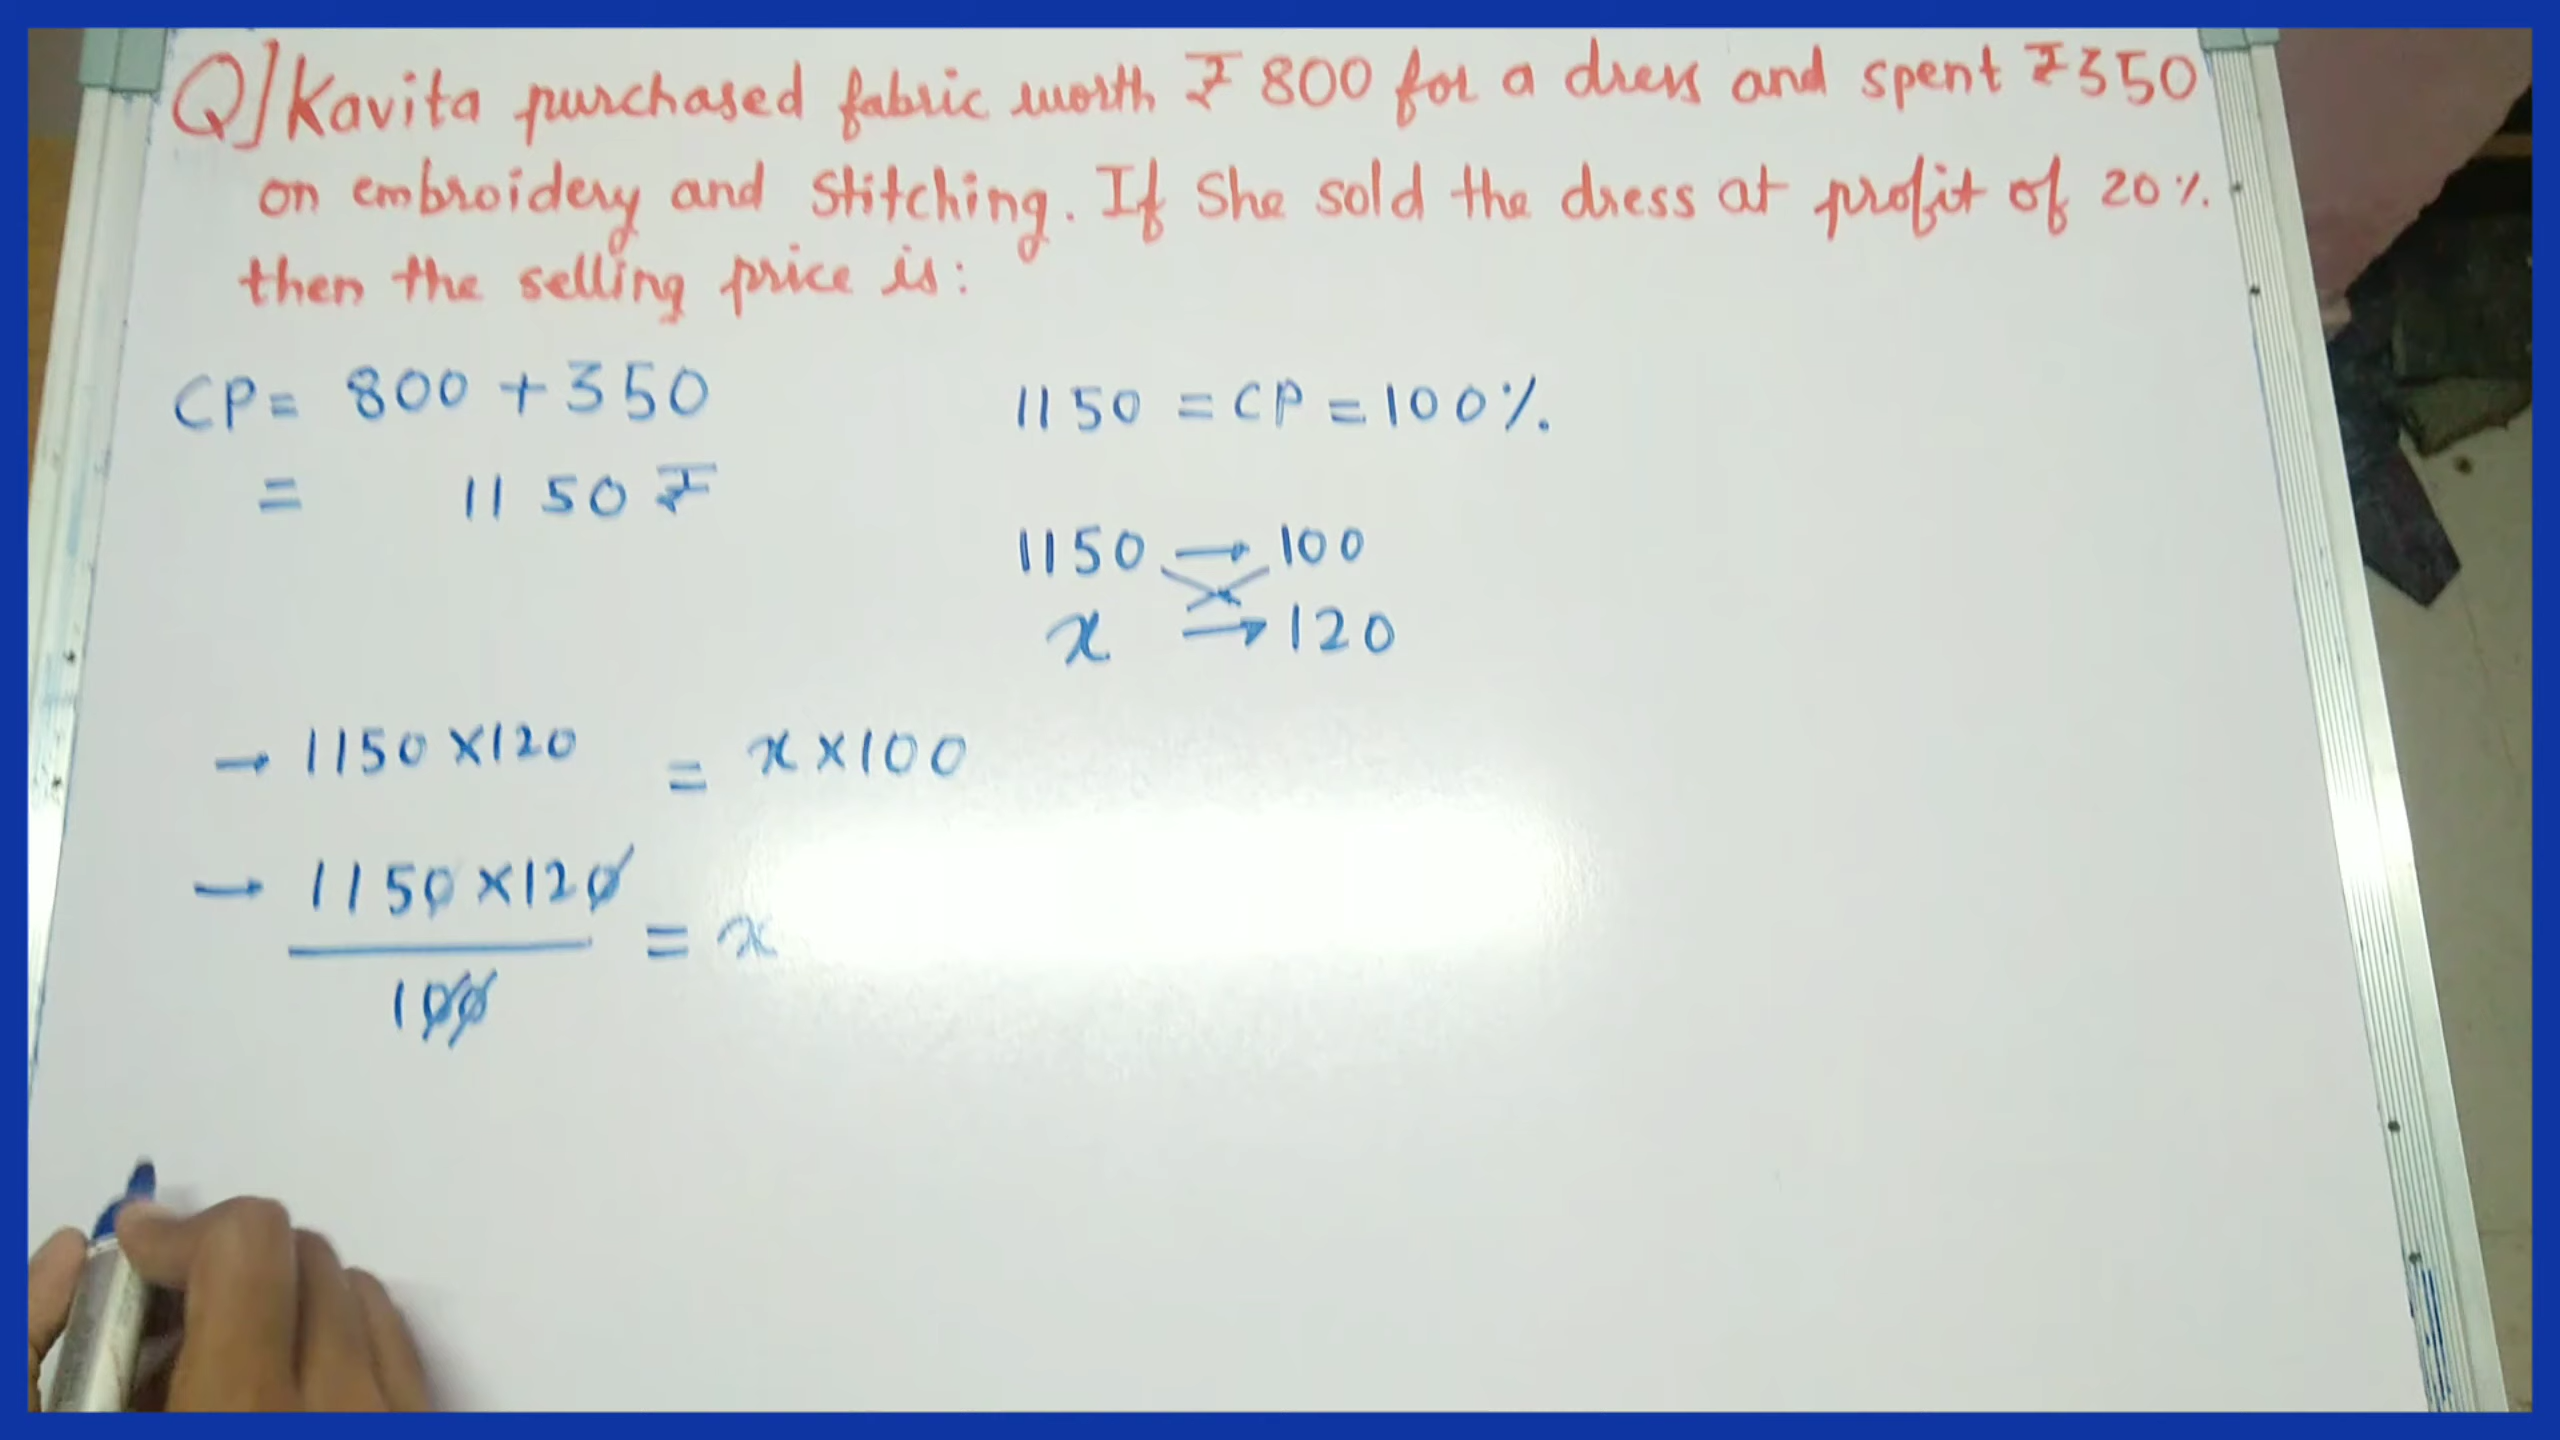 Q] Kavita purchased fabric worth ₹ 800 for a dress and spent ₹ 350
on embroidery and stitching. If She sold the dress at profit of 20%
then the selling price is:
CP = 800 + 350
= 1150 ₹
1150 = CP = 100%.
1150 → 100
x → 120
→ 1150 × 120 = x × 100
→ 1150 × 120
= x
100